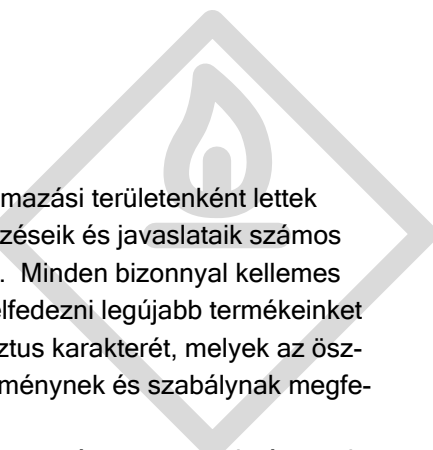 mazási területenként lettek
zéseik és javaslataik számos
. Minden bizonnyal kellemes
elfedezni legújabb termékeinket
ztus karakterét, melyek az ösz-
ménynek és szabálynak megfe-